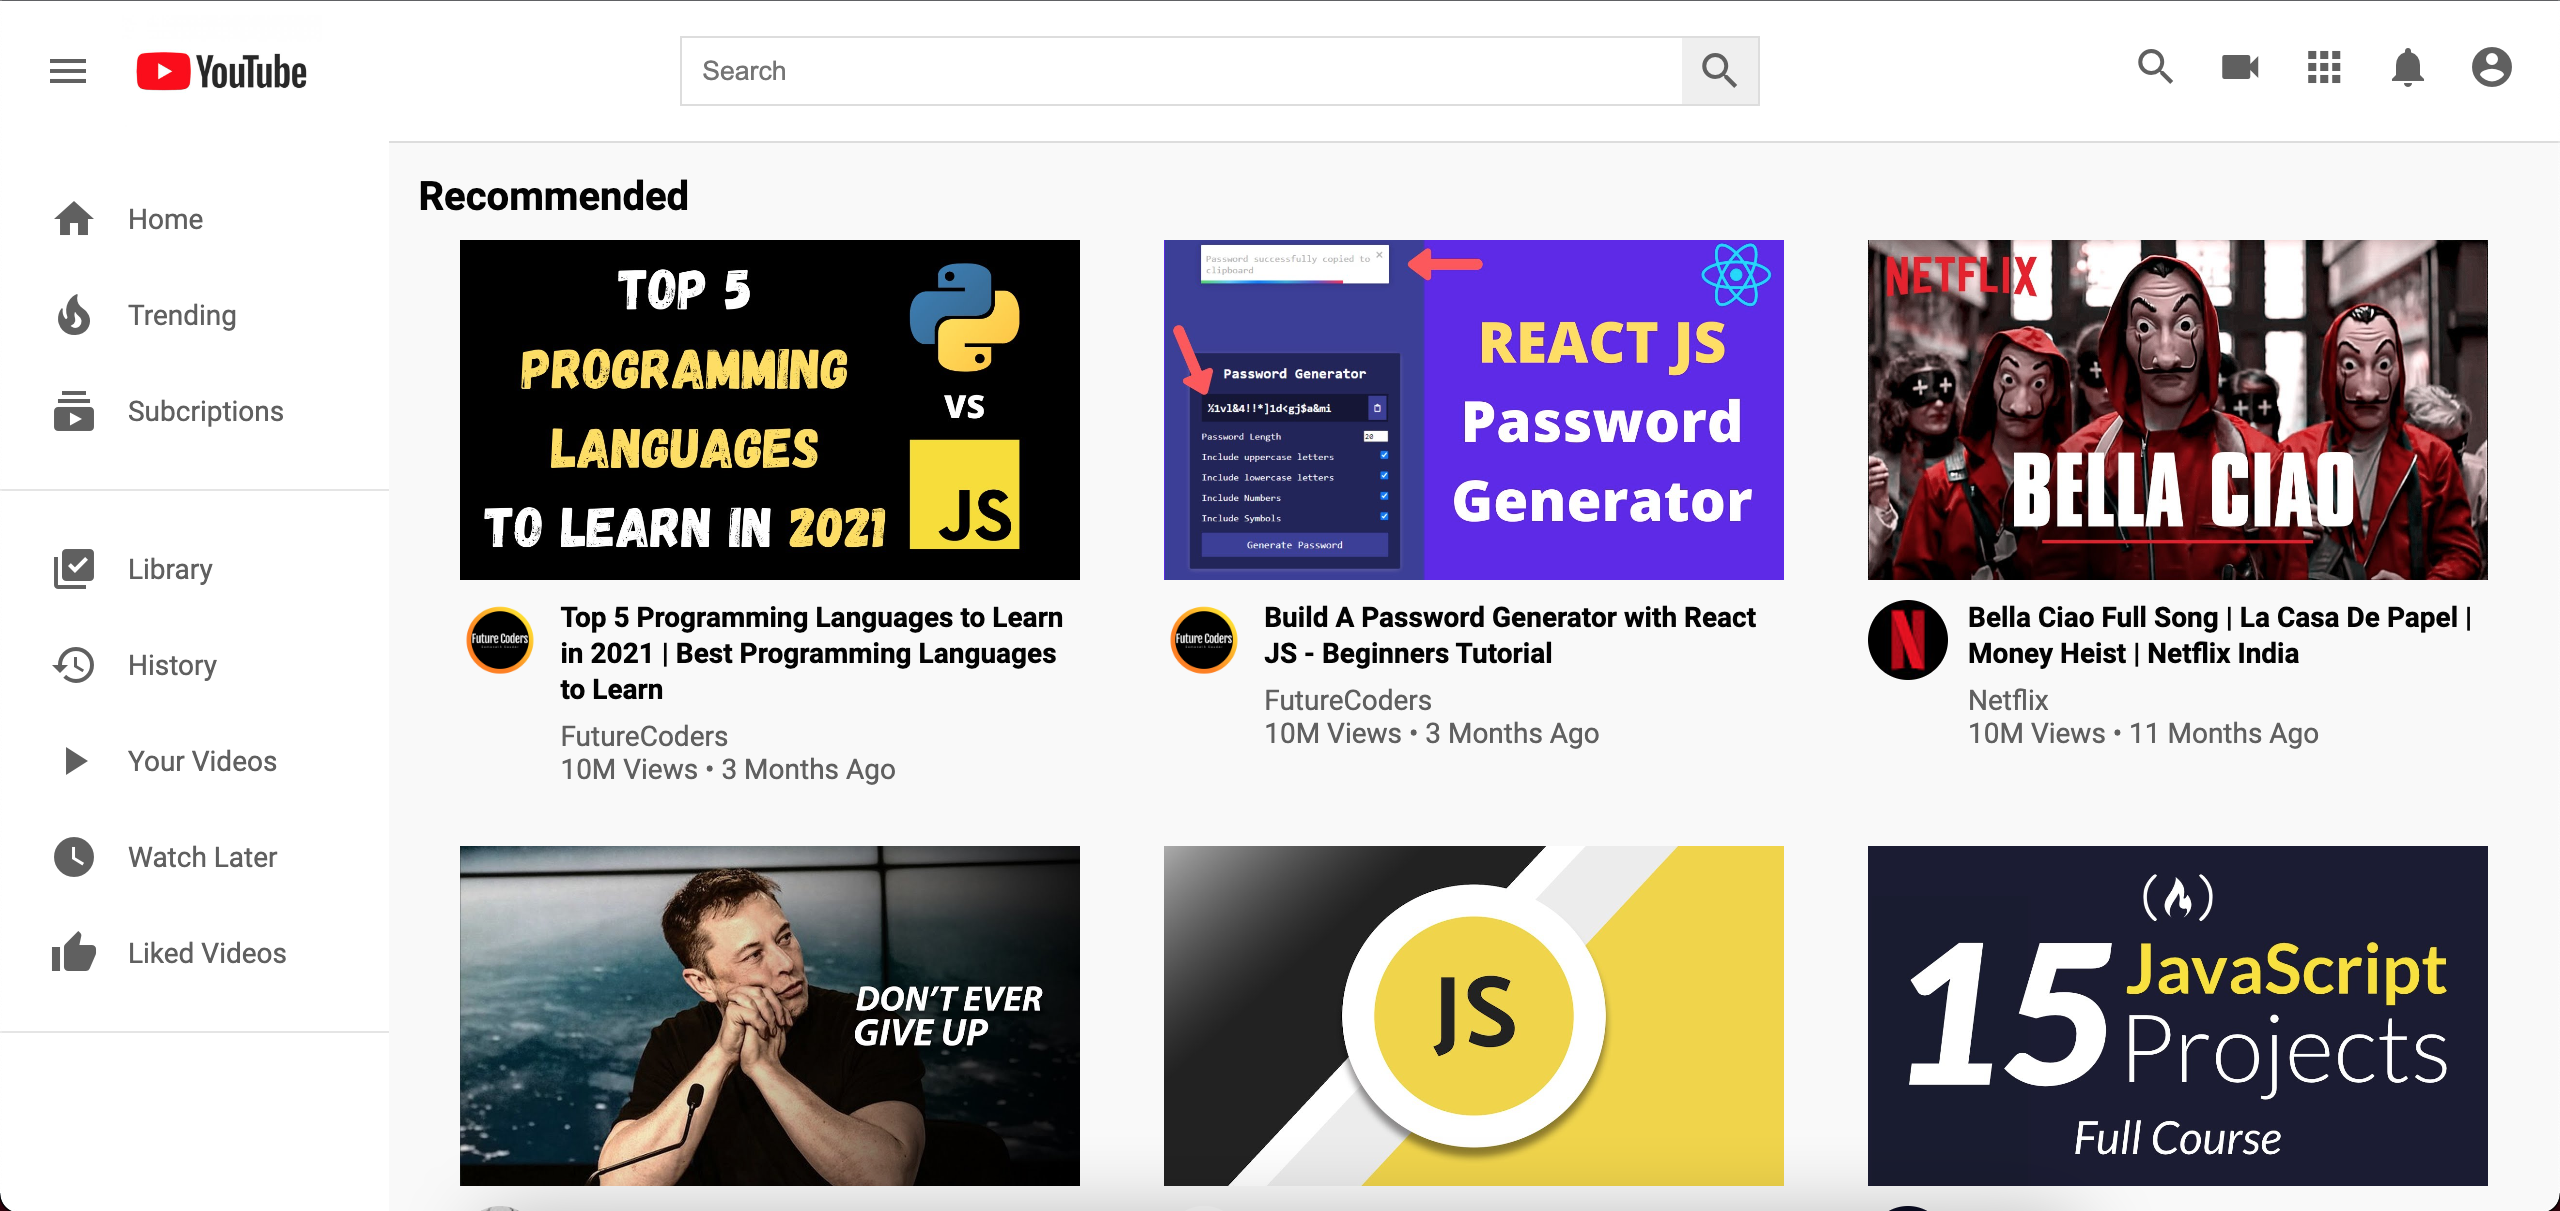 YouTube
Search
Home
Trending
Subcriptions
Library
History
Your Videos
Watch Later
Liked Videos
Recommended
TOP 5
PROGRAMMING
LANGUAGES
TO LEARN IN 2021
VS
JS
Top 5 Programming Languages to Learn
in 2021 | Best Programming Languages
to Learn
Future Coders
FutureCoders
10M Views • 3 Months Ago
Password successfully copied to
clipboard
Password Generator
Password Length
20
Include uppercase letters
Include lowercase letters
Include Numbers
Include Symbols
Generate Password
REACT JS
Password
Generator
Build A Password Generator with React
JS - Beginners Tutorial
Future Coders
FutureCoders
10M Views • 3 Months Ago
NETFLIX
BELLA CIAO
N
Bella Ciao Full Song | La Casa De Papel |
Money Heist | Netflix India
Netflix
10M Views • 11 Months Ago
DON'T EVER
GIVE UP
JS
15 JavaScript
Projects
Full Course